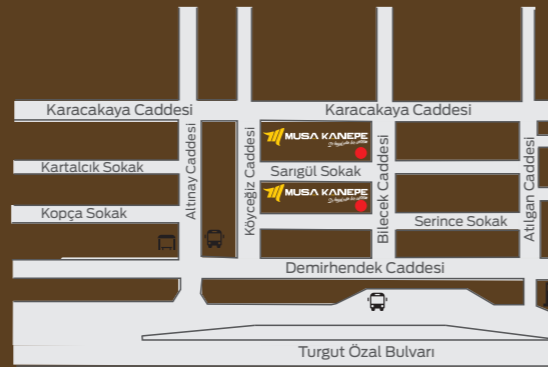 Karacakaya Caddesi
Karacakaya Caddesi
MUSA KANEPE
Kartalcık Sokak
Altınay Caddesi
Köyceğiz Caddesi
Sarıgül Sokak
Bilecek Caddesi
Atılgan Caddesi
MUSA KANEPE
Kopça Sokak
Serince Sokak
Demirhendek Caddesi
Turgut Özal Bulvarı